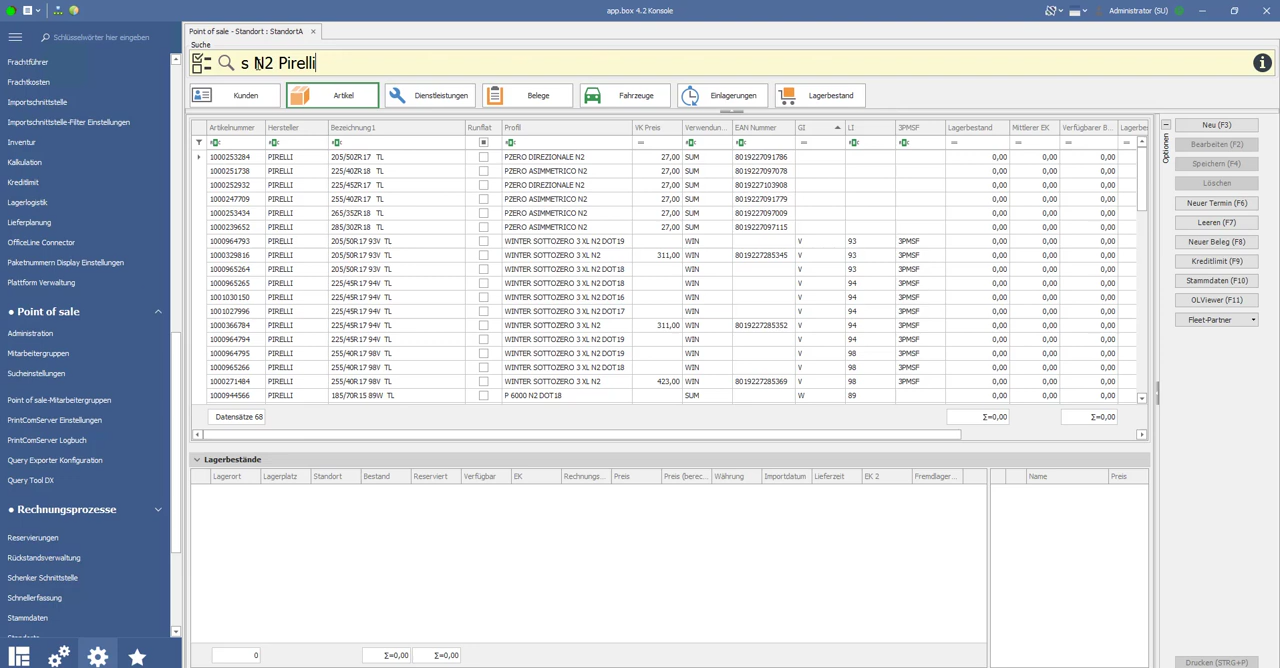 app.box 4.2 Konsole
Administrator (SU)
Schlüsselwörter hier eingeben
Frachtführer
Frachtkosten
Importschnittstelle
Importschnittstelle-Filter Einstellungen
Inventur
Kalkulation
Kreditlimit
Lagerlogistik
Lieferplanung
OfficeLine Connector
Paketnummern Display Einstellungen
Plattform Verwaltung
● Point of sale
Administration
Mitarbeitergruppen
Sucheinstellungen
Point of sale-Mitarbeitergruppen
PrintComServer Einstellungen
PrintComServer Logbuch
Query Exporter Konfiguration
Query Tool DX
● Rechnungsprozesse
Reservierungen
Rückstandsverwaltung
Schenker Schnittstelle
Schnellerfassung
Stammdaten
Point of sale - Standort : StandortA
Suche
s N2 Pirelli
Kunden Artikel Dienstleistungen Belege Fahrzeuge Einlagerungen Lagerbestand
Artikelnummer Hersteller Bezeichnung1 Runflat Profil VK Preis Verwendun... EAN Nummer GI LI 3PMSF Lagerbestand Mittlerer EK Verfügbarer B... Lagerbes
= = = = = =
1000253284 PIRELLI 205/50ZR17 TL PZERO DIREZIONALE N2 27,00 SUM 8019227091786 0,00 0,00 0,00
1000251738 PIRELLI 225/40ZR18 TL PZERO ASIMMETRICO N2 27,00 SUM 8019227097078 0,00 0,00 0,00
1000252932 PIRELLI 225/45ZR17 TL PZERO DIREZIONALE N2 27,00 SUM 8019227103908 0,00 0,00 0,00
1000247709 PIRELLI 255/40ZR17 TL PZERO ASIMMETRICO N2 27,00 SUM 8019227091779 0,00 0,00 0,00
1000253434 PIRELLI 265/35ZR18 TL PZERO ASIMMETRICO N2 27,00 SUM 8019227097009 0,00 0,00 0,00
1000239652 PIRELLI 285/30ZR18 TL PZERO ASIMMETRICO N2 27,00 SUM 8019227097115 0,00 0,00 0,00
1000964793 PIRELLI 205/50R17 93V TL WINTER SOTTOZERO 3 XL N2 DOT19 WIN V 93 3PMSF 0,00 0,00 0,00
1000329816 PIRELLI 205/50R17 93V TL WINTER SOTTOZERO 3 XL N2 311,00 WIN 8019227285345 V 93 3PMSF 0,00 0,00 0,00
1000965264 PIRELLI 205/50R17 93V TL WINTER SOTTOZERO 3 XL N2 DOT18 WIN V 93 3PMSF 0,00 0,00 0,00
1000965265 PIRELLI 225/45R17 94V TL WINTER SOTTOZERO 3 XL N2 DOT18 WIN V 94 3PMSF 0,00 0,00 0,00
1001030150 PIRELLI 225/45R17 94V TL WINTER SOTTOZERO 3 XL N2 DOT16 WIN V 94 3PMSF 0,00 0,00 0,00
1001027996 PIRELLI 225/45R17 94V TL WINTER SOTTOZERO 3 XL N2 DOT17 WIN V 94 3PMSF 0,00 0,00 0,00
1000366784 PIRELLI 225/45R17 94V TL WINTER SOTTOZERO 3 XL N2 311,00 WIN 8019227285352 V 94 3PMSF 0,00 0,00 0,00
1000964794 PIRELLI 225/45R17 94V TL WINTER SOTTOZERO 3 XL N2 DOT19 WIN V 94 3PMSF 0,00 0,00 0,00
1000964795 PIRELLI 255/40R17 98V TL WINTER SOTTOZERO 3 XL N2 DOT19 WIN V 98 3PMSF 0,00 0,00 0,00
1000965266 PIRELLI 255/40R17 98V TL WINTER SOTTOZERO 3 XL N2 DOT18 WIN V 98 3PMSF 0,00 0,00 0,00
1000271484 PIRELLI 255/40R17 98V TL WINTER SOTTOZERO 3 XL N2 423,00 WIN 8019227285369 V 98 3PMSF 0,00 0,00 0,00
1000944566 PIRELLI 185/70R15 89W TL P 6000 N2 DOT18 SUM W 89 0,00 0,00 0,00
Datensätze 68 Σ=0,00 Σ=0,00
Lagerbestände
Lagerort Lagerplatz Standort Bestand Reserviert Verfügbar EK Rechnungs... Preis Preis (berec... Währung Importdatum Lieferzeit EK 2 Fremdlager... Name Preis
0 Σ=0,00 Σ=0,00
Optionen
Neu (F3)
Bearbeiten (F2)
Speichern (F4)
Löschen
Neuer Termin (F6)
Leeren (F7)
Neuer Beleg (F8)
Kreditlimit (F9)
Stammdaten (F10)
OLViewer (F11)
Fleet-Partner
Drucken (STRG+P)